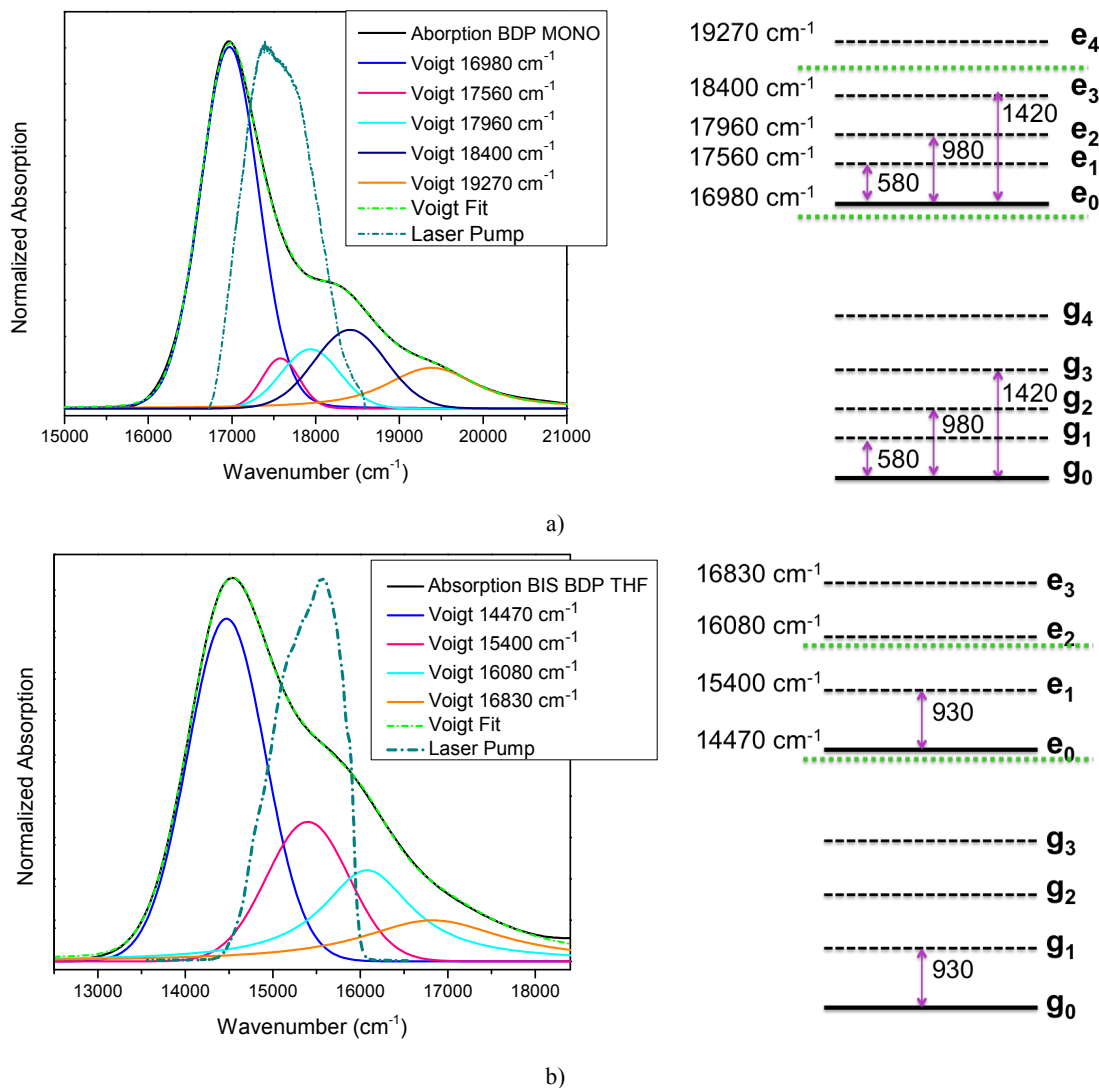 Normalized Absorption
Aborption BDP MONO
Voigt 16980 cm⁻¹
Voigt 17560 cm⁻¹
Voigt 17960 cm⁻¹
Voigt 18400 cm⁻¹
Voigt 19270 cm⁻¹
Voigt Fit
Laser Pump
15000 16000 17000 18000 19000 20000 21000
Wavenumber (cm⁻¹)
19270 cm⁻¹ e₄
18400 cm⁻¹ e₃
1420
17960 cm⁻¹ e₂
980
17560 cm⁻¹ e₁
580
16980 cm⁻¹ e₀
g₄
g₃
1420
g₂
980
g₁
580
g₀
a)
Normalized Absorption
Absorption BIS BDP THF
Voigt 14470 cm⁻¹
Voigt 15400 cm⁻¹
Voigt 16080 cm⁻¹
Voigt 16830 cm⁻¹
Voigt Fit
Laser Pump
13000 14000 15000 16000 17000 18000
Wavenumber (cm⁻¹)
16830 cm⁻¹ e₃
16080 cm⁻¹ e₂
15400 cm⁻¹ e₁
930
14470 cm⁻¹ e₀
g₃
g₂
g₁
930
g₀
b)